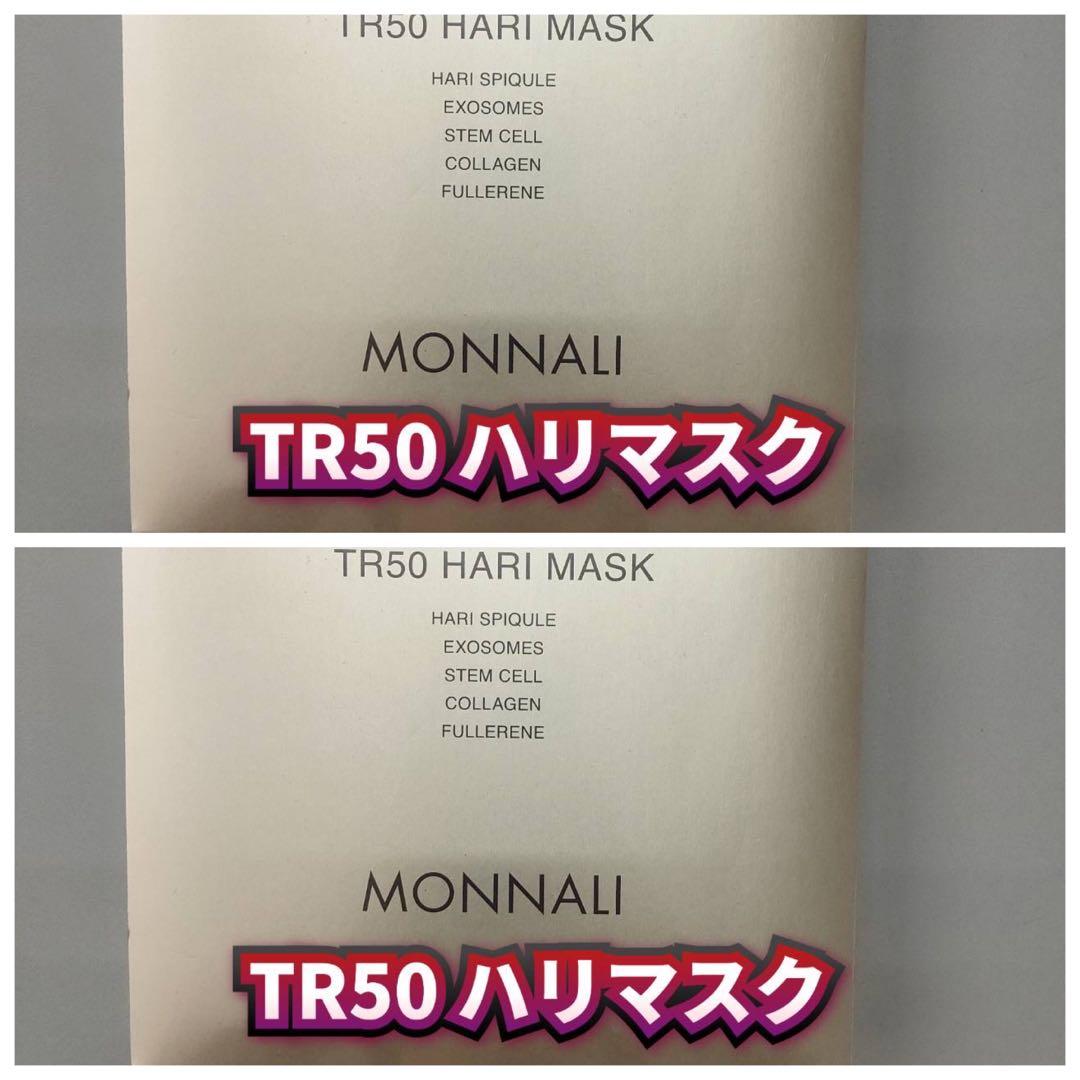 TR50 HARI MASK
HARI SPIQULE
EXOSOMES
STEM CELL
COLLAGEN
FULLERENE
MONNALI
TR50 ハリマスク
TR50 HARI MASK
HARI SPIQULE
EXOSOMES
STEM CELL
COLLAGEN
FULLERENE
MONNALI
TR50 ハリマスク